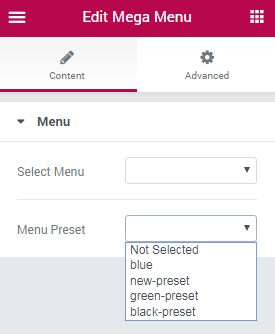 Edit Mega Menu
Content
Advanced
Menu
Select Menu
Menu Preset
Not Selected
blue
new-preset
green-preset
black-preset